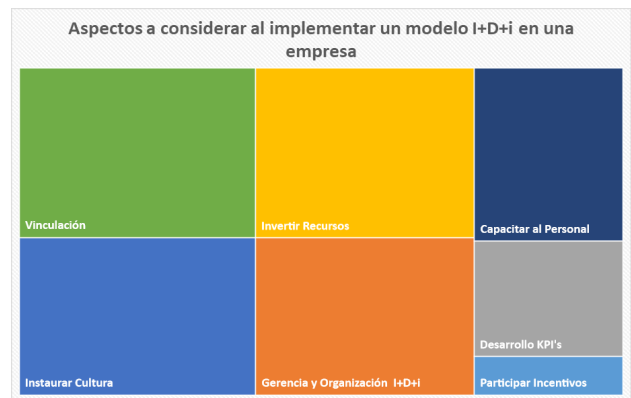 Aspectos a considerar al implementar un modelo I+D+i en una
empresa
Vinculación
Invertir Recursos
Capacitar al Personal
Desarrollo KPI's
Instaurar Cultura
Gerencia y Organización I+D+i
Participar Incentivos